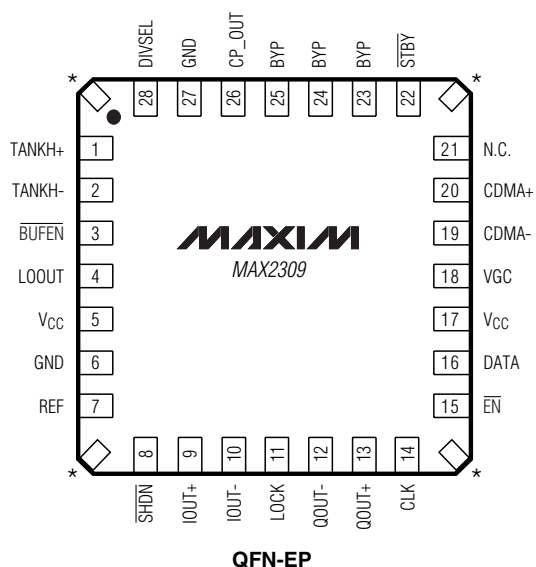 DIVSEL
GND
CP_OUT
BYP
BYP
BYP
STBY
28
27
26
25
24
23
22
*
*
TANKH+ 1
TANKH- 2
BUFEN 3
LOOUT 4
VCC 5
GND 6
REF 7
MAXIM
MAX2309
21 N.C.
20 CDMA+
19 CDMA-
18 VGC
17 VCC
16 DATA
15 EN
*
*
8
9
10
11
12
13
14
SHDN
IOUT+
IOUT-
LOCK
QOUT-
QOUT+
CLK
QFN-EP